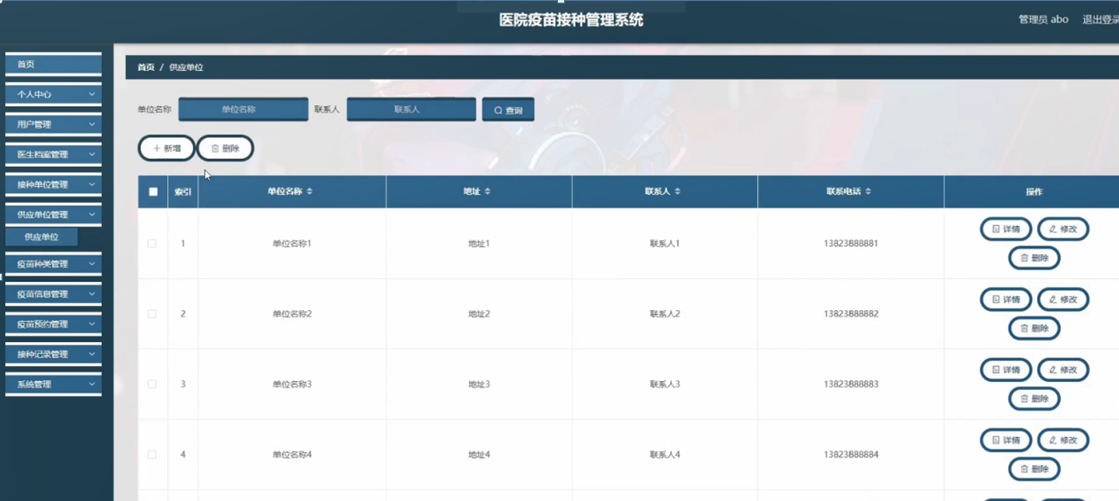 医院疫苗接种管理系统
管理员 abo 退出登录
首页
个人中心
用户管理
医生档案管理
接种单位管理
供应单位管理
供应单位
疫苗种类管理
疫苗信息管理
疫苗预约管理
接种记录管理
系统管理
首页 / 供应单位
单位名称 单位名称 联系人 联系人 查询
新增 删除
索引 单位名称 地址 联系人 联系电话 操作
1 单位名称1 地址1 联系人1 13823888881 详情 修改
删除
2 单位名称2 地址2 联系人2 13823888882 详情 修改
删除
3 单位名称3 地址3 联系人3 13823888883 详情 修改
删除
4 单位名称4 地址4 联系人4 13823888884 详情 修改
删除